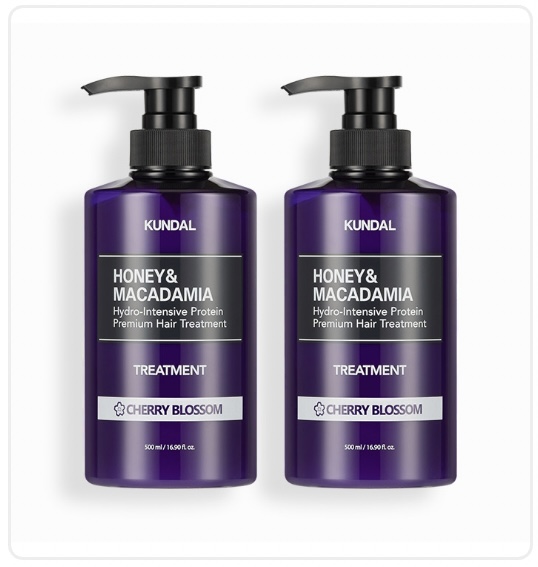 KUNDAL
HONEY&
MACADAMIA
Hydro-Intensive Protein
Premium Hair Treatment
TREATMENT
CHERRY BLOSSOM
500 ml / 16.90 fl. oz.
KUNDAL
HONEY&
MACADAMIA
Hydro-Intensive Protein
Premium Hair Treatment
TREATMENT
CHERRY BLOSSOM
500 ml / 16.90 fl. oz.